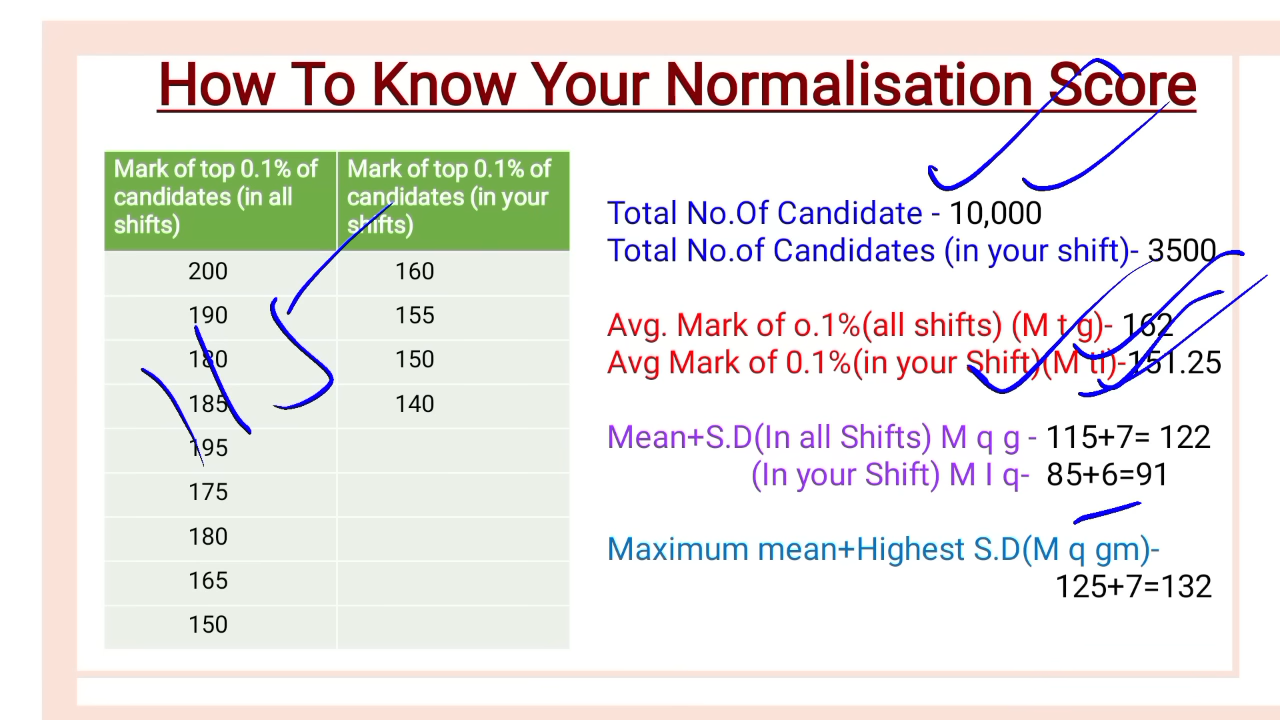 How To Know Your Normalisation Score
Mark of top 0.1% of candidates (in all shifts)
Mark of top 0.1% of candidates (in your shifts)
200 160
190 155
180 150
185 140
195
175
180
165
150
Total No.Of Candidate - 10,000
Total No.of Candidates (in your shift)- 3500
Avg. Mark of o.1%(all shifts) (M t g)- 162
Avg Mark of 0.1%(in your Shift)(M ti)-151.25
Mean+S.D(In all Shifts) M q g - 115+7= 122
(In your Shift) M I q- 85+6=91
Maximum mean+Highest S.D(M q gm)-
125+7=132